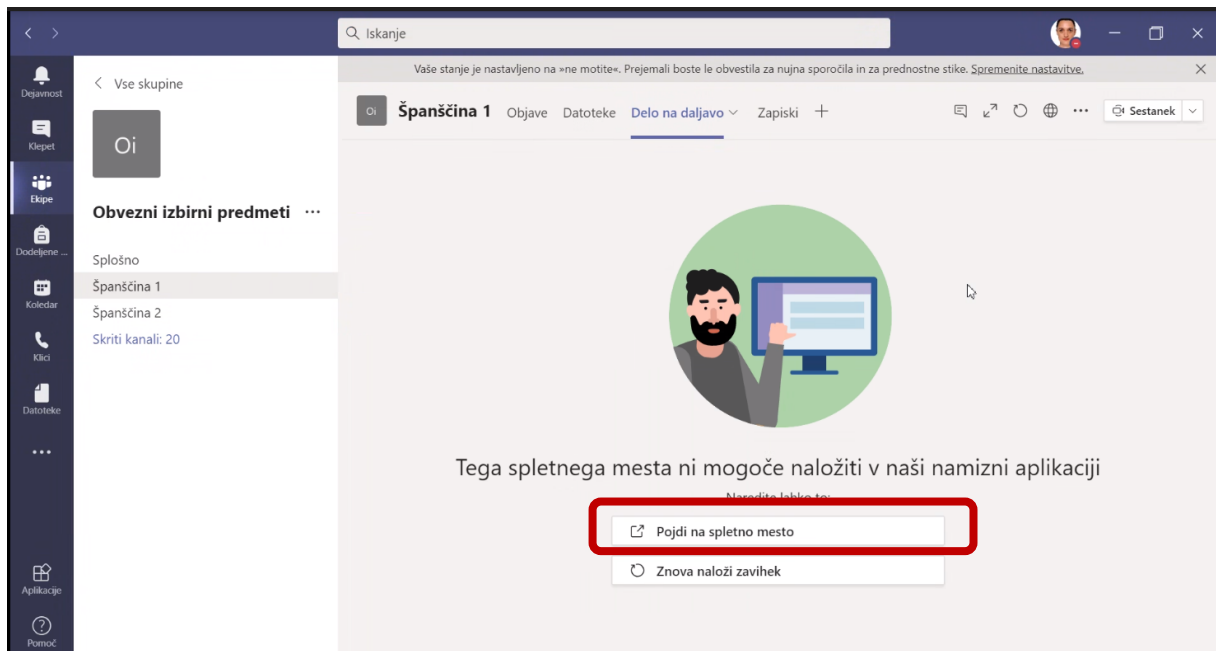 Iskanje
Dejavnost
Klepet
Ekipe
Dodeljene ...
Koledar
Klici
Datoteke
Aplikacije
Pomoč
Vse skupine
Oi
Obvezni izbirni predmeti ...
Splošno
Španščina 1
Španščina 2
Skriti kanali: 20
Vaše stanje je nastavljeno na »ne motite«. Prejemali boste le obvestila za nujna sporočila in za prednostne stike. Spremenite nastavitve.
Oi Španščina 1 Objave Datoteke Delo na daljavo Zapiski Sestanek
Tega spletnega mesta ni mogoče naložiti v naši namizni aplikaciji
Naredite lahko to:
Pojdi na spletno mesto
Znova naloži zavihek